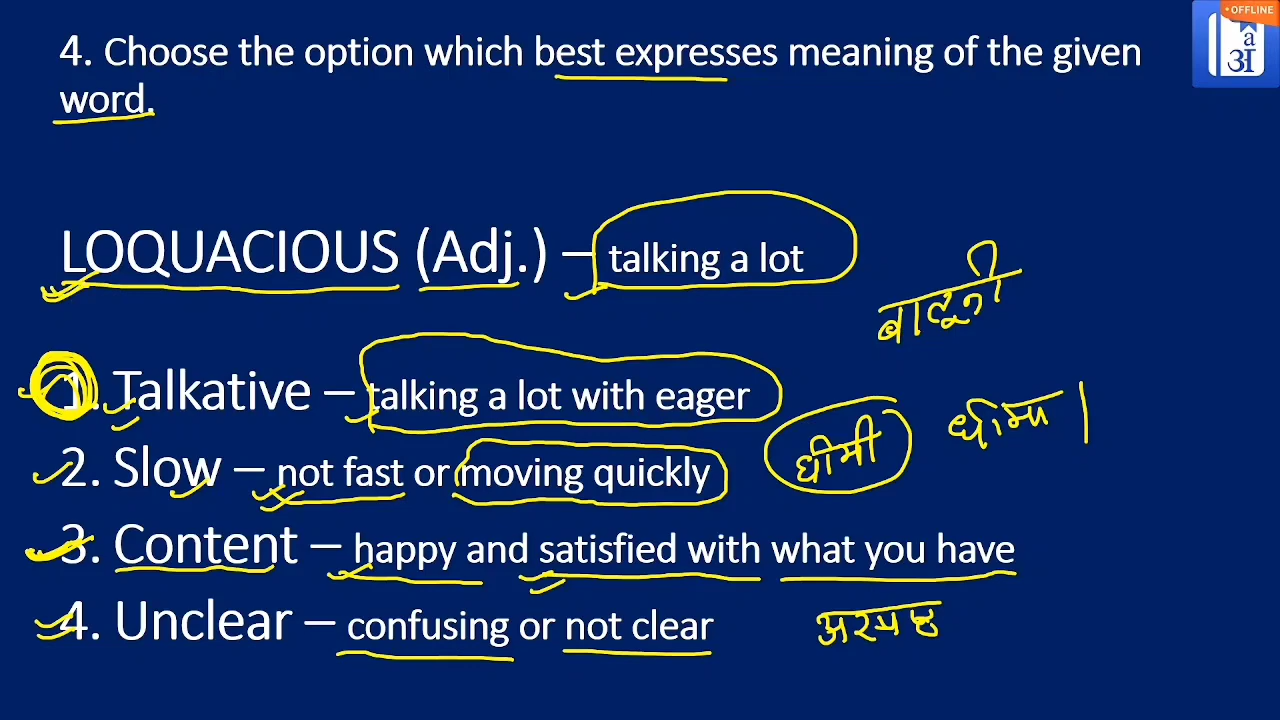 OFFLINE
a
अ
4. Choose the option which best expresses meaning of the given
word.
LOQUACIOUS (Adj.) – talking a lot
बातूनी
1. Talkative – talking a lot with eager
2. Slow – not fast or moving quickly
धीमी धीमा।
3. Content – happy and satisfied with what you have
4. Unclear – confusing or not clear
अस्पष्ठ